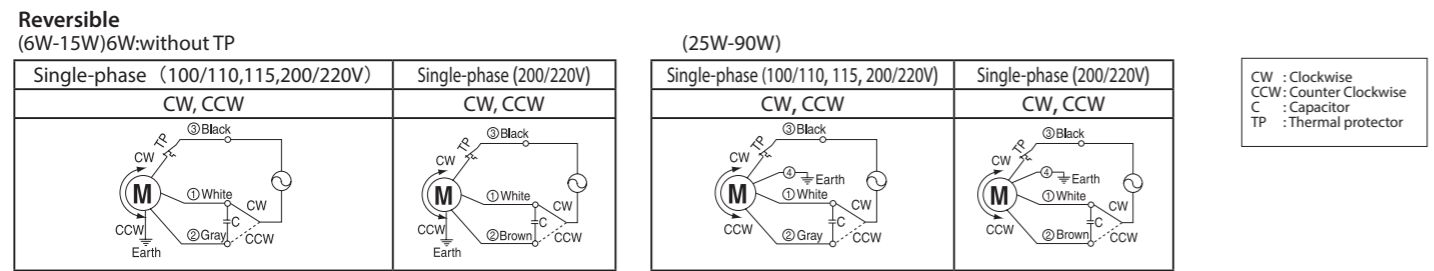 Reversible
(6W-15W)6W:without TP
Single-phase（100/110,115,200/220V）
Single-phase (200/220V)
CW, CCW
CW, CCW
③Black
TP
CW
M
①White
CW
C
CCW
②Gray
CCW
Earth
③Black
TP
CW
M
①White
CW
C
CCW
②Brown
CCW
Earth
(25W-90W)
Single-phase (100/110, 115, 200/220V)
Single-phase (200/220V)
CW, CCW
CW, CCW
③Black
TP
CW
④
Earth
M
①White
CW
C
CCW
②Gray
CCW
③Black
TP
CW
④
Earth
M
①White
CW
C
CCW
②Brown
CCW
CW : Clockwise
CCW : Counter Clockwise
C : Capacitor
TP : Thermal protector